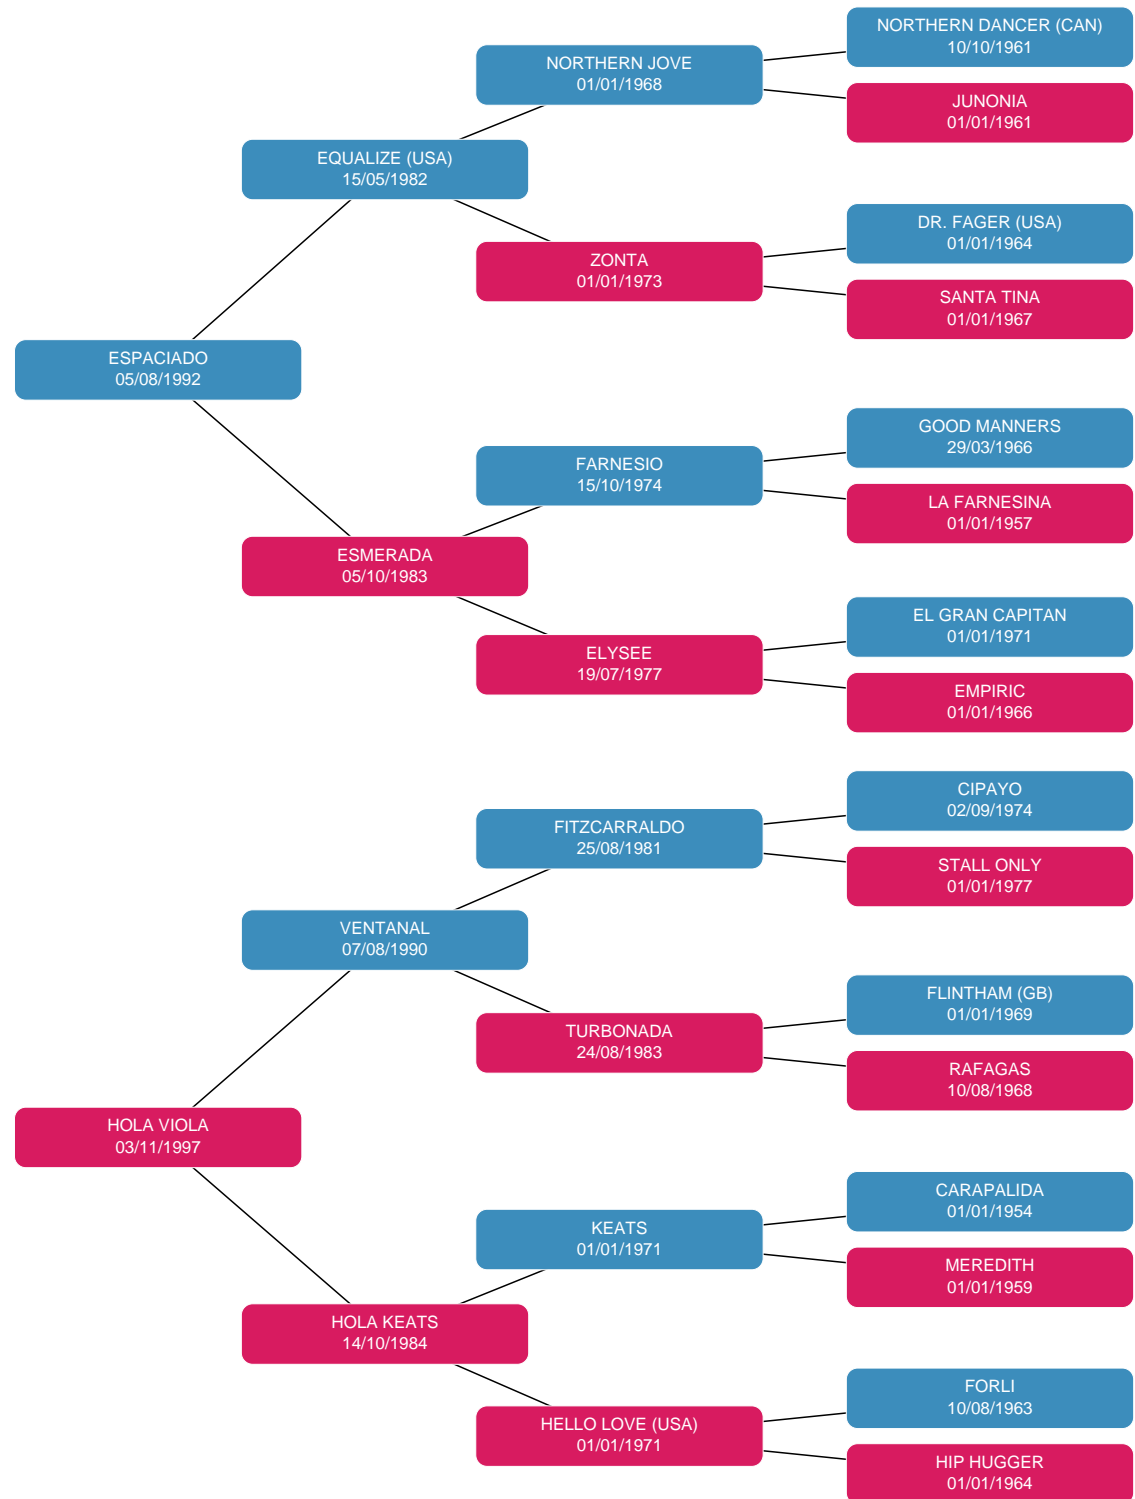 NORTHERN DANCER (CAN)
10/10/1961
NORTHERN JOVE
01/01/1968
JUNONIA
01/01/1961
EQUALIZE (USA)
15/05/1982
DR. FAGER (USA)
01/01/1964
ZONTA
01/01/1973
SANTA TINA
01/01/1967
ESPACIADO
05/08/1992
GOOD MANNERS
29/03/1966
FARNESIO
15/10/1974
LA FARNESINA
01/01/1957
ESMERADA
05/10/1983
EL GRAN CAPITAN
01/01/1971
ELYSEE
19/07/1977
EMPIRIC
01/01/1966
CIPAYO
02/09/1974
FITZCARRALDO
25/08/1981
STALL ONLY
01/01/1977
VENTANAL
07/08/1990
FLINTHAM (GB)
01/01/1969
TURBONADA
24/08/1983
RAFAGAS
10/08/1968
HOLA VIOLA
03/11/1997
CARAPALIDA
01/01/1954
KEATS
01/01/1971
MEREDITH
01/01/1959
HOLA KEATS
14/10/1984
FORLI
10/08/1963
HELLO LOVE (USA)
01/01/1971
HIP HUGGER
01/01/1964